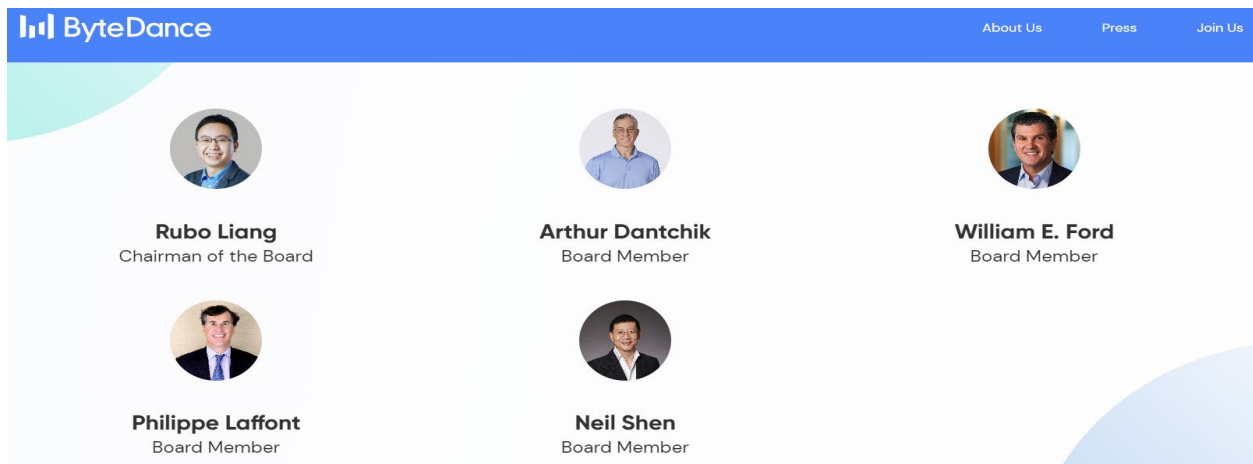 ByteDance
About Us
Press
Join Us
Rubo Liang
Chairman of the Board
Arthur Dantchik
Board Member
William E. Ford
Board Member
Philippe Laffont
Board Member
Neil Shen
Board Member